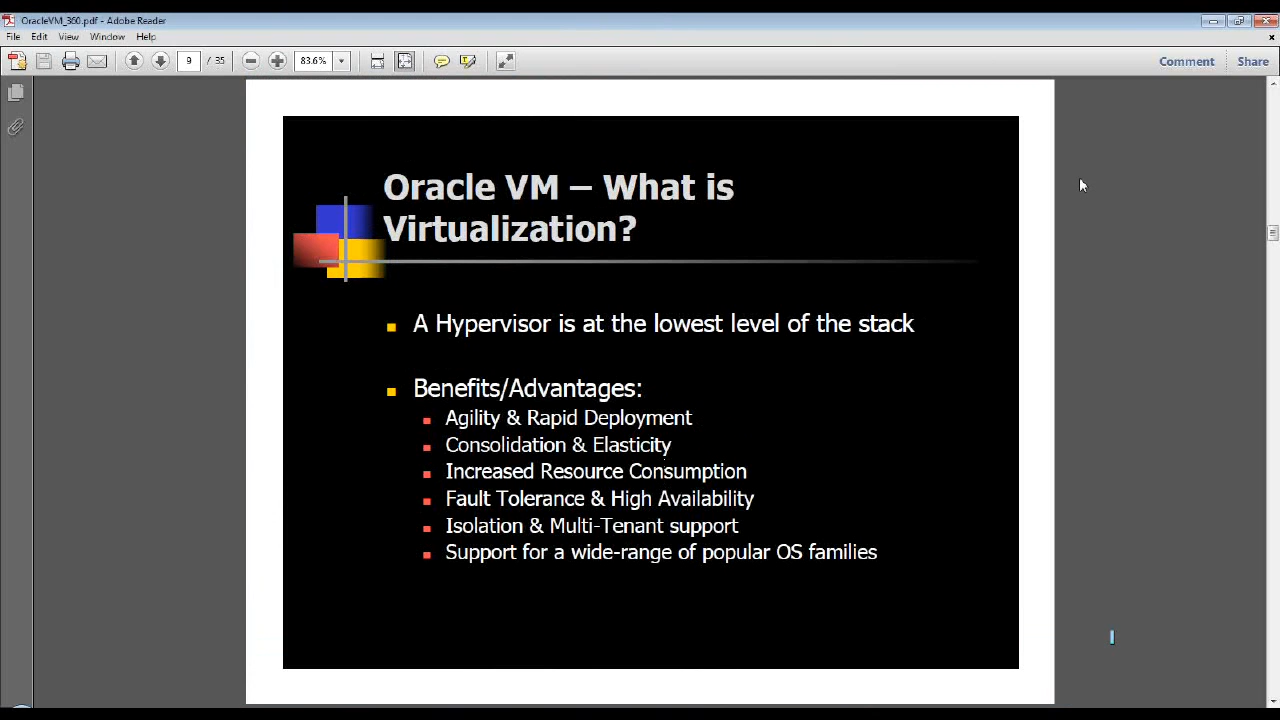 OracleVM_360.pdf - Adobe Reader
File Edit View Window Help
9 / 35 83.6% Comment Share
Oracle VM – What is
Virtualization?
A Hypervisor is at the lowest level of the stack
Benefits/Advantages:
Agility & Rapid Deployment
Consolidation & Elasticity
Increased Resource Consumption
Fault Tolerance & High Availability
Isolation & Multi-Tenant support
Support for a wide-range of popular OS families